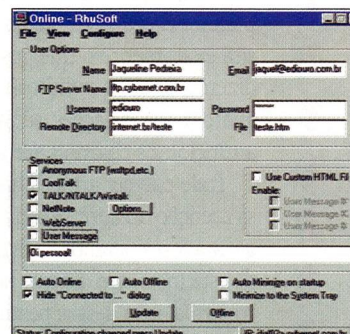 Online - RhuSoft
File View Configure Help
User Options
Name Jaqueline Pedreira Email jaquel@ediouro.com.br
FTP Server Name ftp.cybernet.com.br
Username ediouro Password
Remote Directory internet.br/teste File teste.htm
Services
Anonymous FTP (wsftpd,etc.)
CoolTalk
TALK/NTALK/Wintalk
NetNote Options...
WebServer
User Message
Oi pessoal!
Use Custom HTML Fil
Enable:
User Message #
User Message #
User Message #
Auto Online Auto Offline Auto Minimize on startup
Hide "Connected to ..." dialog Minimize to the System Tray
Update Offline
Status: Configuration changed press Update